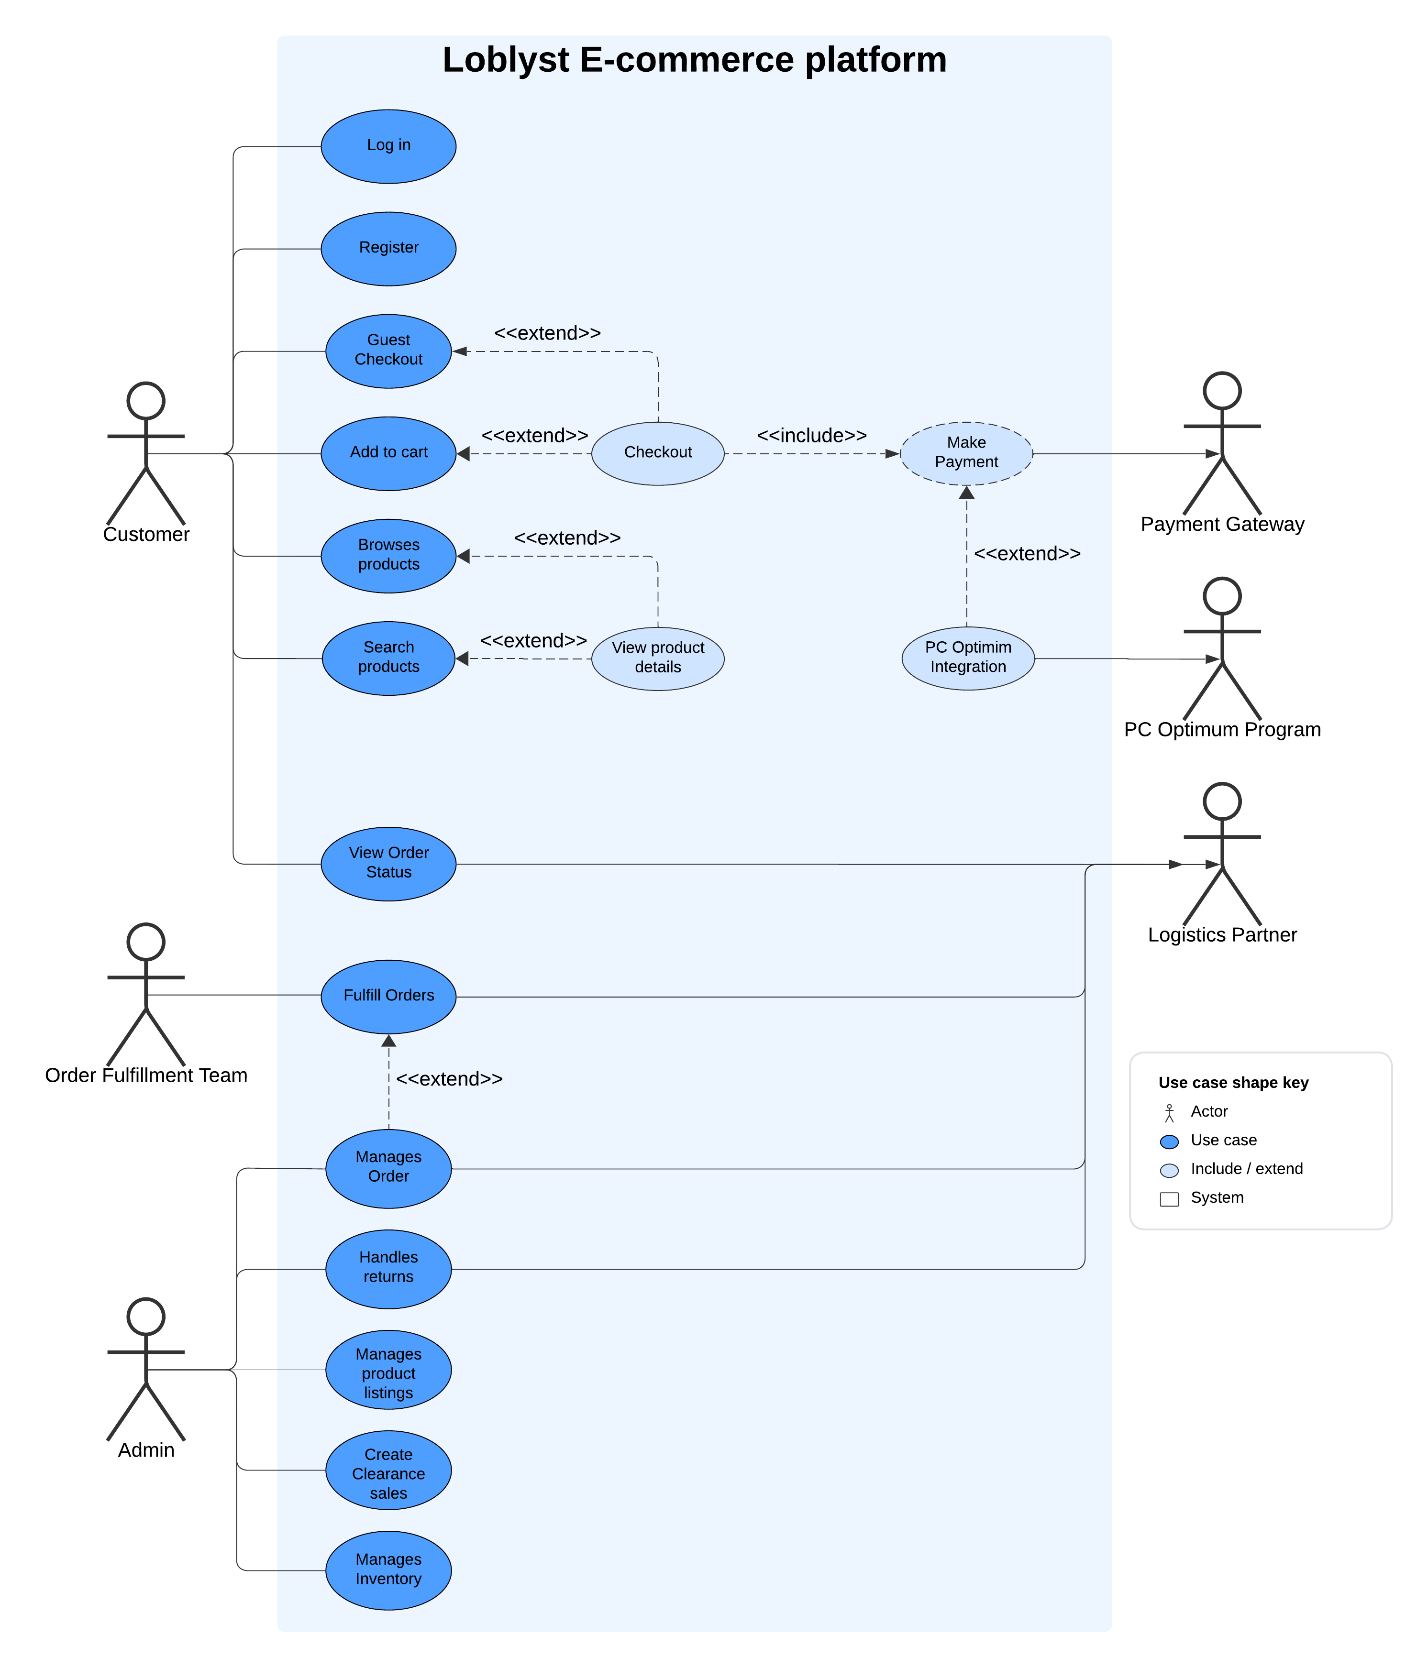 Loblyst E-commerce platform
Log in
Register
Guest
Checkout
<<extend>>
Add to cart
<<extend>>
Checkout
<<include>>
Make
Payment
Customer
Payment Gateway
Browses
products
<<extend>>
<<extend>>
Search
products
<<extend>>
View product
details
PC Optimim
Integration
PC Optimum Program
View Order
Status
Logistics Partner
Fulfill Orders
Order Fulfillment Team
<<extend>>
Manages
Order
Handles
returns
Manages
product
listings
Admin
Create
Clearance
sales
Manages
Inventory
Use case shape key
Actor
Use case
Include / extend
System